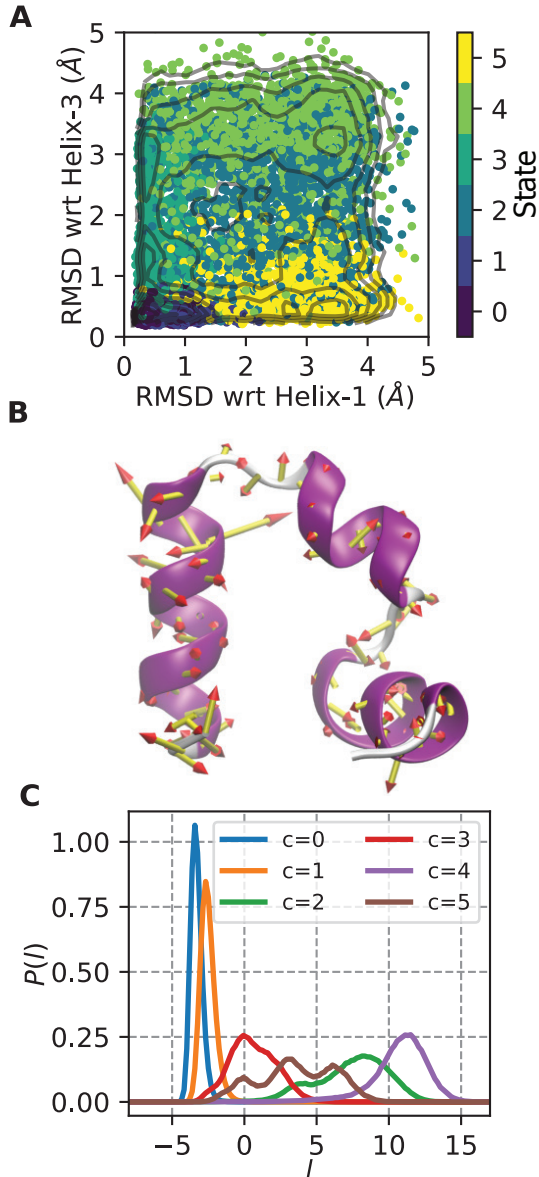 A
RMSD wrt Helix-3 (Å)
5
4
3
2
1
0
0 1 2 3 4 5
RMSD wrt Helix-1 (Å)
5
4
3
2
1
0
State
B
C
P(l)
1.00
0.75
0.50
0.25
0.00
c=0 c=3
c=1 c=4
c=2 c=5
−5 0 5 10 15
l